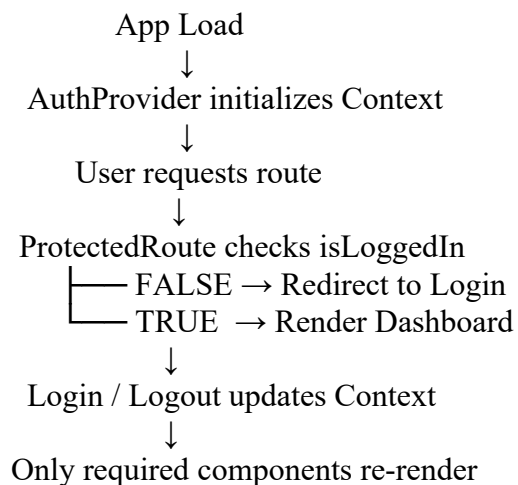 App Load
↓
AuthProvider initializes Context
↓
User requests route
↓
ProtectedRoute checks isLoggedIn
├── FALSE → Redirect to Login
└── TRUE → Render Dashboard
↓
Login / Logout updates Context
↓
Only required components re-render